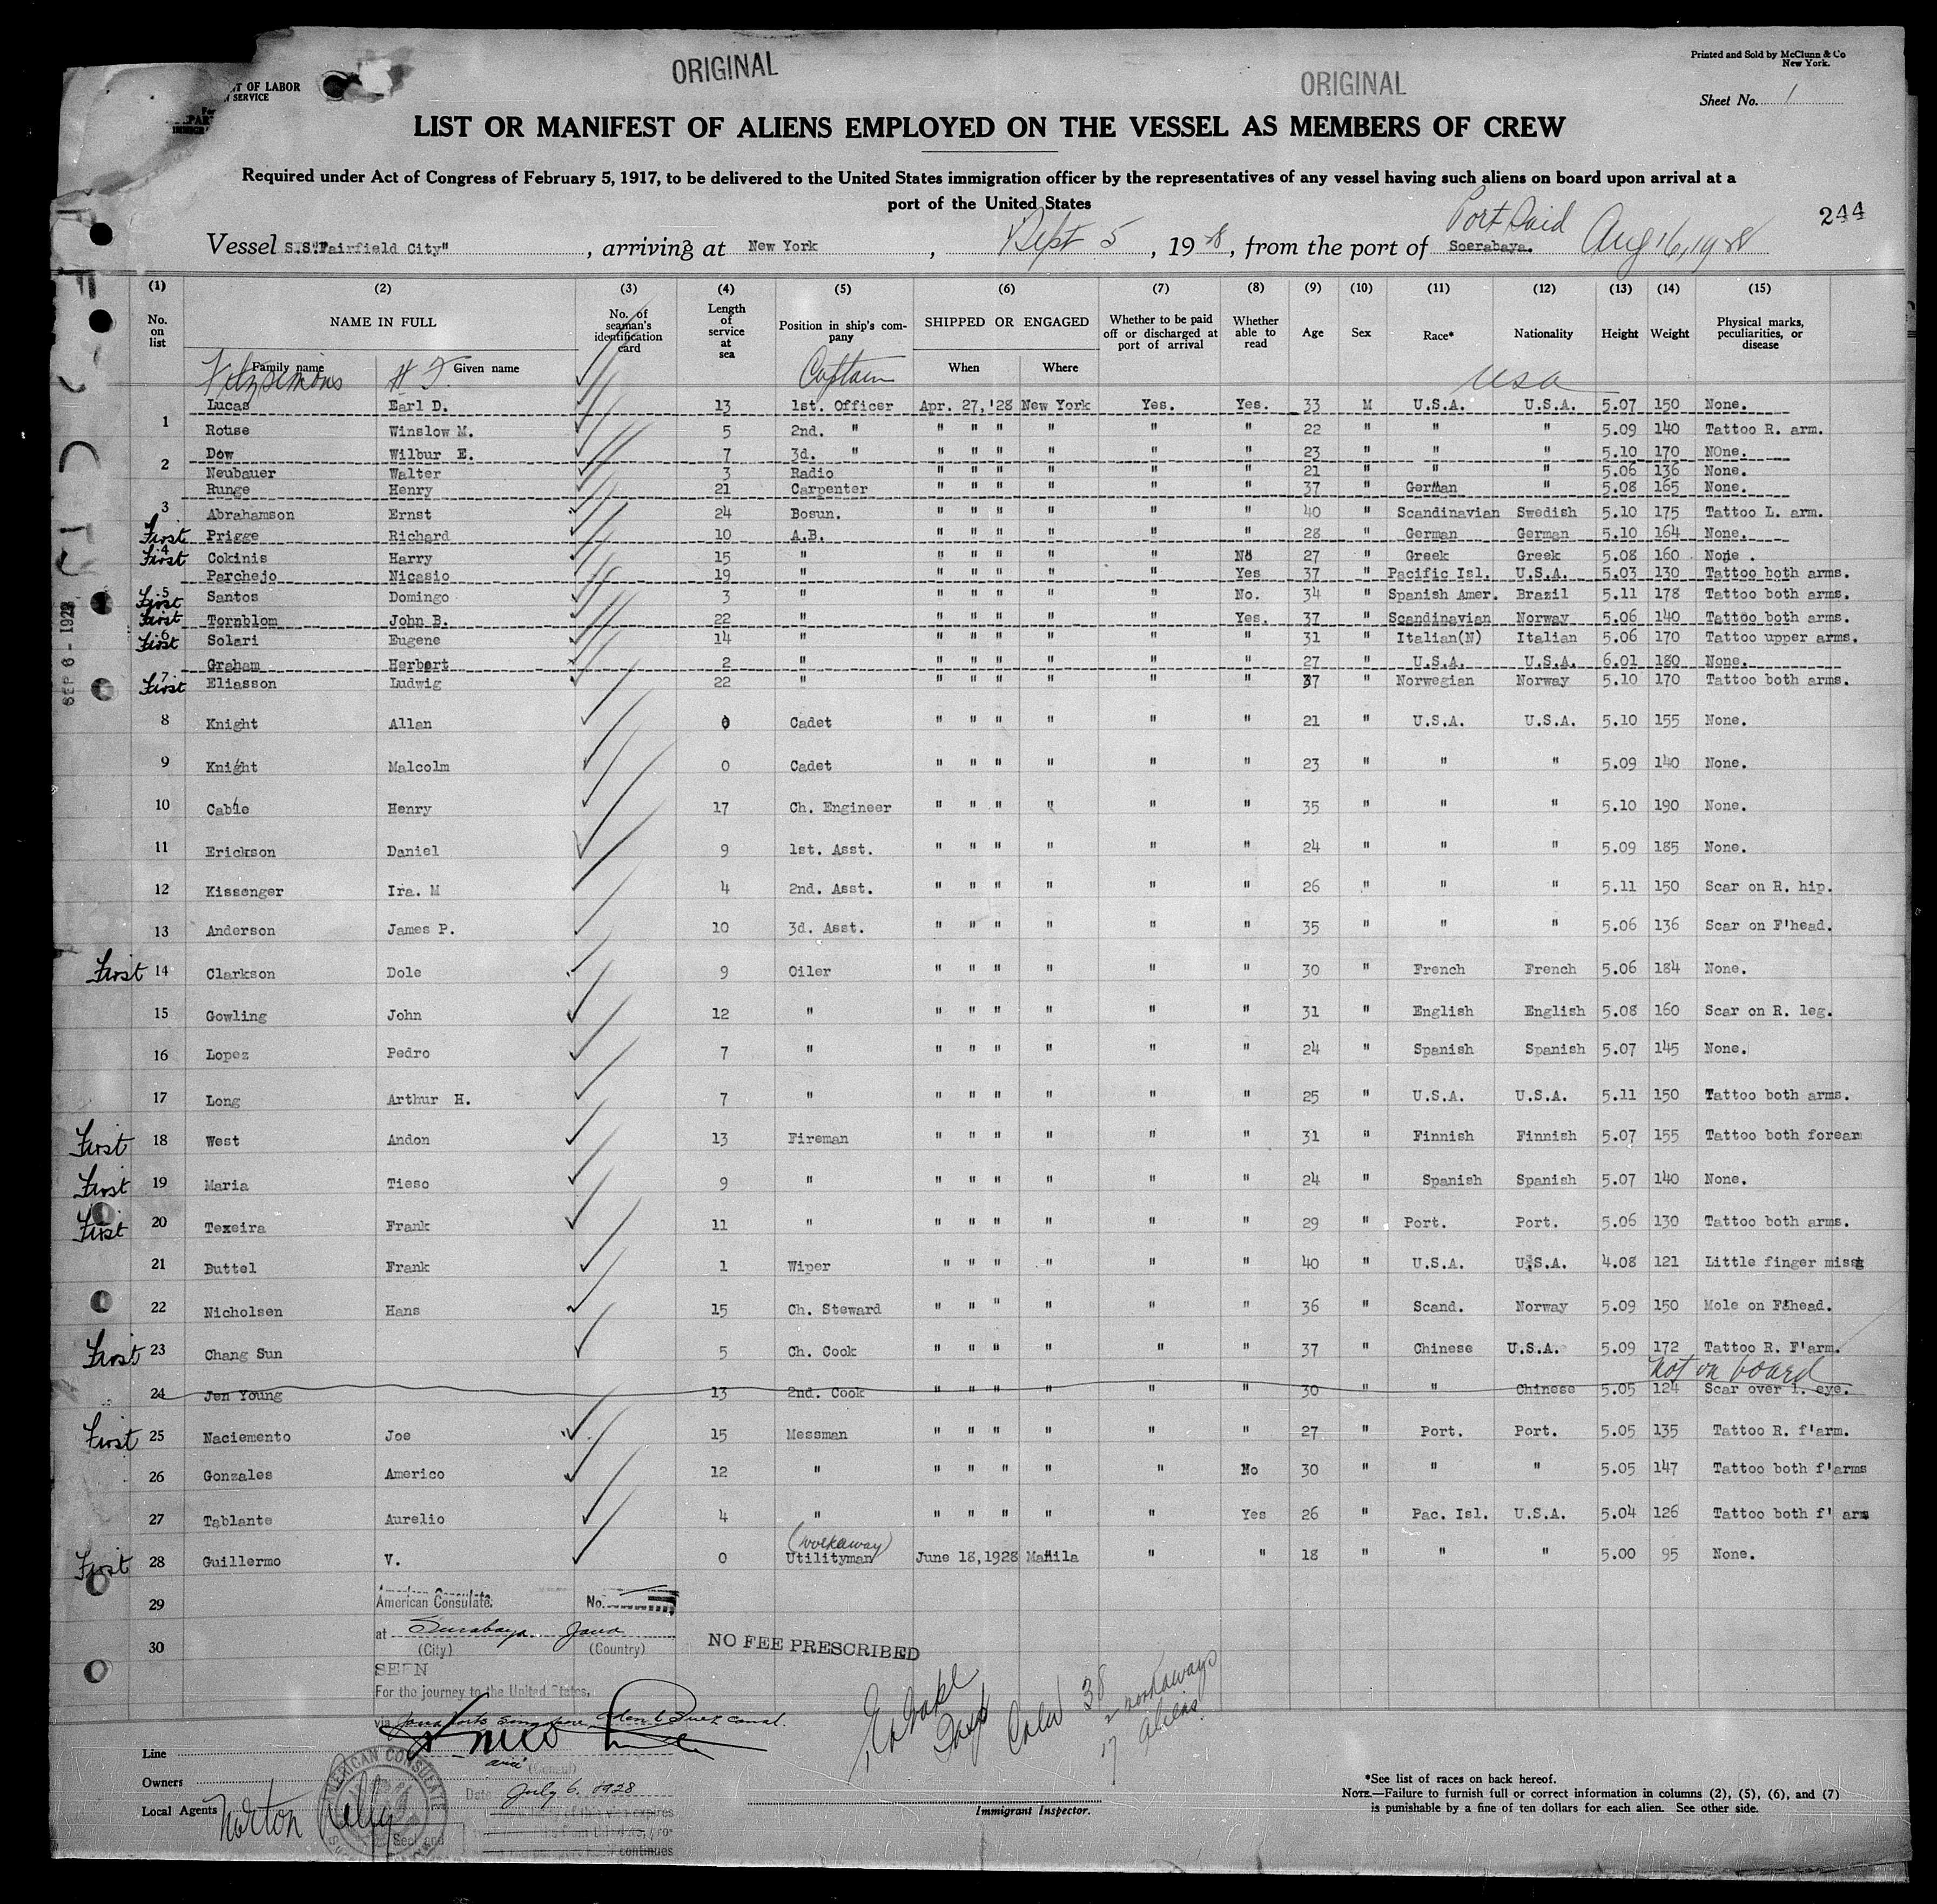 ORIGINAL
ORIGINAL
Printed and Sold by McClunn & Co
New York.
T OF LABOR
N SERVICE
Sheet No. 1
LIST OR MANIFEST OF ALIENS EMPLOYED ON THE VESSEL AS MEMBERS OF CREW
Required under Act of Congress of February 5, 1917, to be delivered to the United States immigration officer by the representatives of any vessel having such aliens on board upon arrival at a
port of the United States
244
Port Said
Vessel S.S."Fairfield City" , arriving at New York , Sept 5 , 1928, from the port of Soerabaya. Aug 16, 1928
(1) (2) (3) (4) (5) (6) (7) (8) (9) (10) (11) (12) (13) (14) (15)
No. on list NAME IN FULL Family name Given name No. of seaman's identification card Length of service at sea Position in ship's company SHIPPED OR ENGAGED When Where Whether to be paid off or discharged at port of arrival Whether able to read Age Sex Race* Nationality Height Weight Physical marks, peculiarities, or disease
Fitzsimons H F. Captain USA
Lucas Earl D. 13 1st. Officer Apr. 27,'28 New York Yes. Yes. 33 M U.S.A. U.S.A. 5.07 150 None.
1 Rouse Winslow M. 5 2nd. " " " " " " " 22 " " " 5.09 140 Tattoo R. arm.
Dow Wilbur E. 7 3d. " " " " " " " 23 " " " 5.10 170 NOne.
2 Neubauer Walter 3 Radio " " " " " " 21 " " " 5.06 136 None.
Runge Henry 21 Carpenter " " " " " " 37 " German " 5.08 165 None.
3 Abrahamson Ernst 24 Bosun. " " " " " " 40 " Scandinavian Swedish 5.10 175 Tattoo L. arm.
First Prigge Richard 10 A.B. " " " " " " 28 " German German 5.10 164 None.
First 4 Cokinis Harry 15 " " " " " " No 27 " Greek Greek 5.08 160 None .
Parchejo Nicasio 19 " " " " " " Yes 37 " Pacific Isl. U.S.A. 5.03 130 Tattoo both arms.
First 5 Santos Domingo 3 " " " " " " No. 34 " Spanish Amer. Brazil 5.11 178 Tattoo both arms.
First Tornblom John B. 22 " " " " " " Yes. 37 " Scandinavian Norway 5.06 140 Tattoo both arms.
First 6 Solari Eugene 14 " " " " " " " 31 " Italian(N) Italian 5.06 170 Tattoo upper arms.
Graham Herbert 2 " " " " " " " 27 " U.S.A. U.S.A. 6.01 180 None.
First 7 Eliasson Ludwig 22 " " " " " " " 37 " Norwegian Norway 5.10 170 Tattoo both arms.
8 Knight Allan 0 Cadet " " " " " " 21 " U.S.A. U.S.A. 5.10 155 None.
9 Knight Malcolm 0 Cadet " " " " " " 23 " " " 5.09 140 None.
10 Cable Henry 17 Ch. Engineer " " " " " " 35 " " " 5.10 190 None.
11 Erickson Daniel 9 1st. Asst. " " " " " " 24 " " " 5.09 185 None.
12 Kissenger Ira. M 4 2nd. Asst. " " " " " " 26 " " " 5.11 150 Scar on R. hip.
13 Anderson James P. 10 3d. Asst. " " " " " " 35 " " " 5.06 136 Scar on F'head.
First 14 Clarkson Dole 9 Oiler " " " " " " 30 " French French 5.06 184 None.
15 Gowling John 12 " " " " " " " 31 " English English 5.08 160 Scar on R. leg.
16 Lopez Pedro 7 " " " " " " " 24 " Spanish Spanish 5.07 145 None.
17 Long Arthur H. 7 " " " " " " " 25 " U.S.A. U.S.A. 5.11 150 Tattoo both arms.
First 18 West Andon 13 Fireman " " " " " " 31 " Finnish Finnish 5.07 155 Tattoo both forearm
First 19 Maria Tieso 9 " " " " " " " 24 " Spanish Spanish 5.07 140 None.
First 20 Texeira Frank 11 " " " " " " " 29 " Port. Port. 5.06 130 Tattoo both arms.
21 Buttel Frank 1 Wiper " " " " " " 40 " U.S.A. U.S.A. 4.08 121 Little finger missg
22 Nicholsen Hans 15 Ch. Steward " " " " " " 36 " Scand. Norway 5.09 150 Mole on F'head.
First 23 Chang Sun 5 Ch. Cook " " " " " " 37 " Chinese U.S.A. 5.09 172 Tattoo R. F'arm.
not on board
24 Jen Young 13 2nd. Cook " " " " " " 30 " " Chinese 5.05 124 Scar over l. eye.
First 25 Naciemento Joe 15 Messman " " " " " " 27 " Port. Port. 5.05 135 Tattoo R. f'arm.
26 Gonzales Americo 12 " " " " " " No 30 " " " 5.05 147 Tattoo both f'arms
27 Tablante Aurelio 4 " " " " " " Yes 26 " Pac. Isl. U.S.A. 5.04 126 Tattoo both f' arms
(workaway)
First 28 Guillermo V. 0 Utilityman June 18,1928 Manila " " 18 " " " 5.00 95 None.
29
30
SEP 6 - 1928
American Consulate. No.
at Surabaya Java
(City) (Country)
NO FEE PRESCRIBED
SEEN
For the journey to the United States,
via Java Ports Singapore Aden & Suez Canal.
(Consul)
Date July 6, 1928
AMERICAN CONSULATE
38
2 workaways
17 aliens
Line
Owners
Local Agents Norton Lilly
Immigrant Inspector.
*See list of races on back hereof.
NOTE.—Failure to furnish full or correct information in columns (2), (5), (6), and (7)
is punishable by a fine of ten dollars for each alien. See other side.